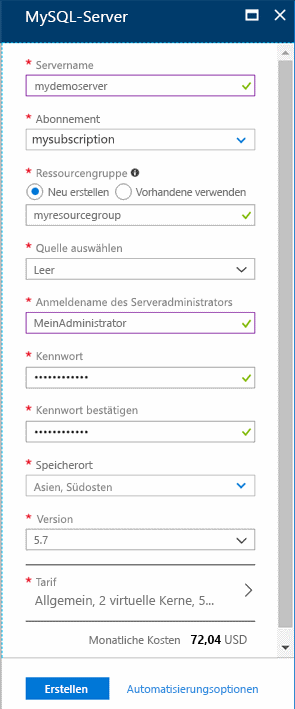 MySQL-Server
* Servername
mydemoserver
* Abonnement
mysubscription
* Ressourcengruppe
Neu erstellen Vorhandene verwenden
myresourcegroup
* Quelle auswählen
Leer
* Anmeldename des Serveradministrators
MeinAdministrator
* Kennwort
••••••••••••
* Kennwort bestätigen
••••••••••••
* Speicherort
Asien, Südosten
* Version
5.7
* Tarif
Allgemein, 2 virtuelle Kerne, 5...
Monatliche Kosten 72,04 USD
Erstellen Automatisierungsoptionen